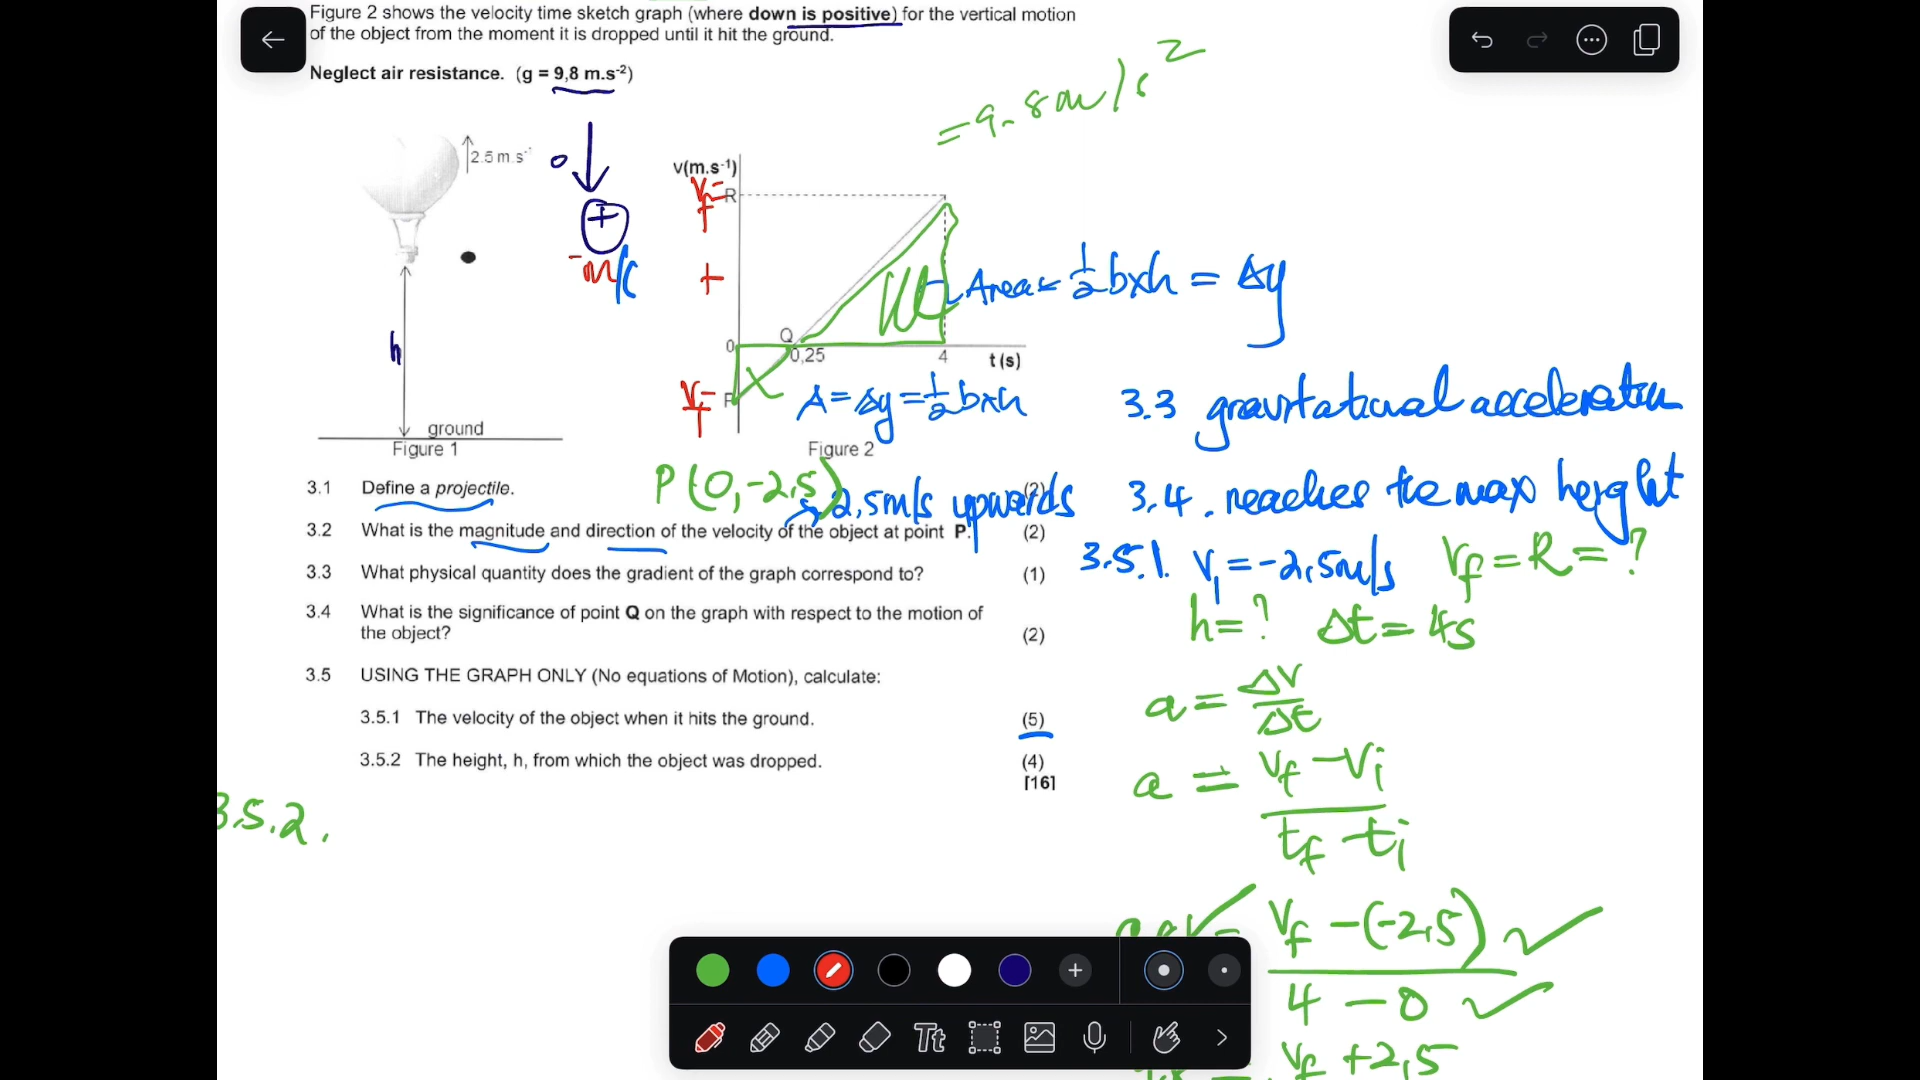 Figure 2 shows the velocity time sketch graph (where down is positive) for the vertical motion
of the object from the moment it is dropped until it hit the ground.
Neglect air resistance. (g = 9,8 m.s-2)
= 9.8m/s²
2.5 m.s⁻¹
+
-m/s
h
ground
Figure 1
v(m.s-1)
R
vf =
+
Q
0
0,25
4
t(s)
vi =
Area = 1/2 b×h = Δy
A = Δy = 1/2 b×h
Figure 2
P(0, -2,5)
2,5m/s upwards
3.1 Define a projectile. (2)
3.2 What is the magnitude and direction of the velocity of the object at point P. (2)
3.3 What physical quantity does the gradient of the graph correspond to? (1)
3.4 What is the significance of point Q on the graph with respect to the motion of
the object? (2)
3.5 USING THE GRAPH ONLY (No equations of Motion), calculate:
3.5.1 The velocity of the object when it hits the ground. (5)
3.5.2 The height, h, from which the object was dropped. (4)
[16]
3.5.2.
3.3 gravitational acceleration
3.4. reaches the max height
3.5.1. vi = -2,5m/s vf = R = ?
h = ? Δt = 4s
a = Δv/Δt
a = vf - vi
tf - ti
vf - (-2,5)
4 - 0
vf + 2,5
Tt